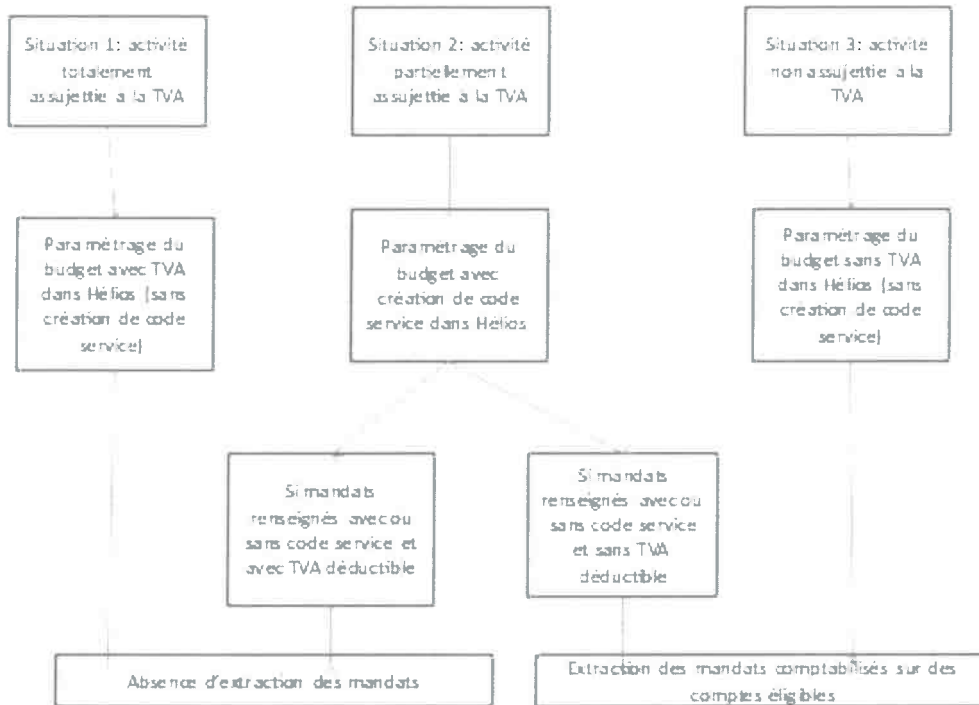 Situation 1: activité
totalement
assujettie à la TVA
Situation 2: activité
partiellement
assujettie à la TVA
Situation 3: activité
non assujettie à la
TVA
Paramétrage du
budget avec TVA
dans Hélios (sans
création de code
service)
Paramétrage du
budget avec
création de code
service dans Hélios
Paramétrage du
budget sans TVA
dans Hélios (sans
création de code
service)
Si mandats
renseignés avec ou
sans code service et
avec TVA déductible
Si mandats
renseignés avec ou
sans code service
et sans TVA
déductible
Absence d'extraction des mandats
Extraction des mandats comptabilisés sur des
comptes éligibles